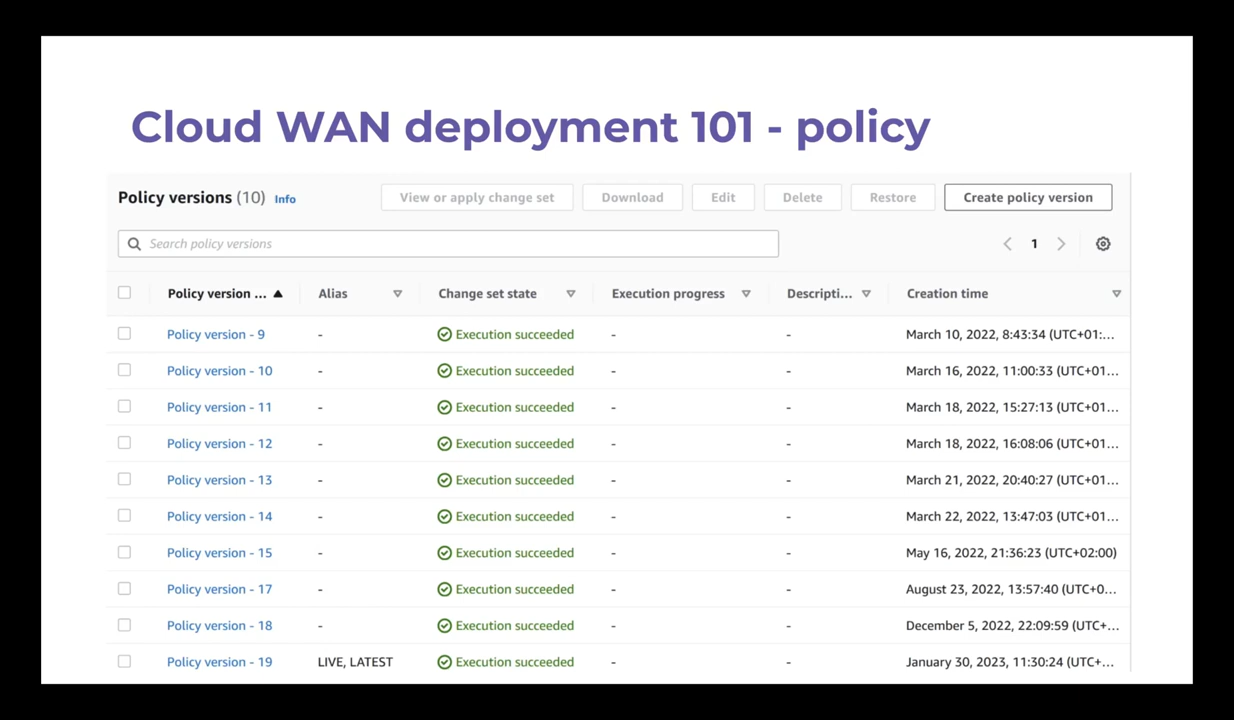 Cloud WAN deployment 101 - policy
Policy versions (10) Info View or apply change set Download Edit Delete Restore Create policy version
Search policy versions 1
Policy version ... Alias Change set state Execution progress Descripti... Creation time
Policy version - 9 - Execution succeeded - - March 10, 2022, 8:43:34 (UTC+01:...
Policy version - 10 - Execution succeeded - - March 16, 2022, 11:00:33 (UTC+01...
Policy version - 11 - Execution succeeded - - March 18, 2022, 15:27:13 (UTC+01...
Policy version - 12 - Execution succeeded - - March 18, 2022, 16:08:06 (UTC+01...
Policy version - 13 - Execution succeeded - - March 21, 2022, 20:40:27 (UTC+01...
Policy version - 14 - Execution succeeded - - March 22, 2022, 13:47:03 (UTC+01...
Policy version - 15 - Execution succeeded - - May 16, 2022, 21:36:23 (UTC+02:00)
Policy version - 17 - Execution succeeded - - August 23, 2022, 13:57:40 (UTC+0...
Policy version - 18 - Execution succeeded - - December 5, 2022, 22:09:59 (UTC+...
Policy version - 19 LIVE, LATEST Execution succeeded - - January 30, 2023, 11:30:24 (UTC+...